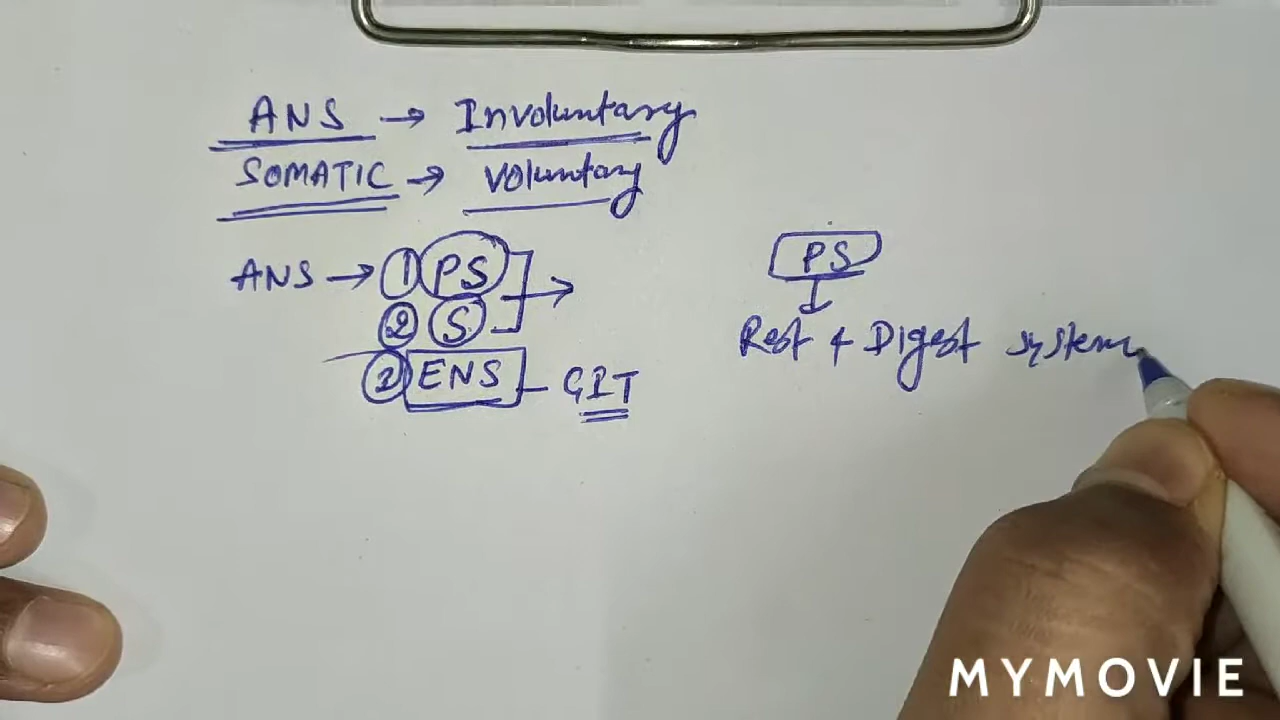 ANS → Involuntary
SOMATIC → Voluntary
ANS → ① PS
② S
② ENS - GIT
PS
Rest & Digest system
MYMOVIE